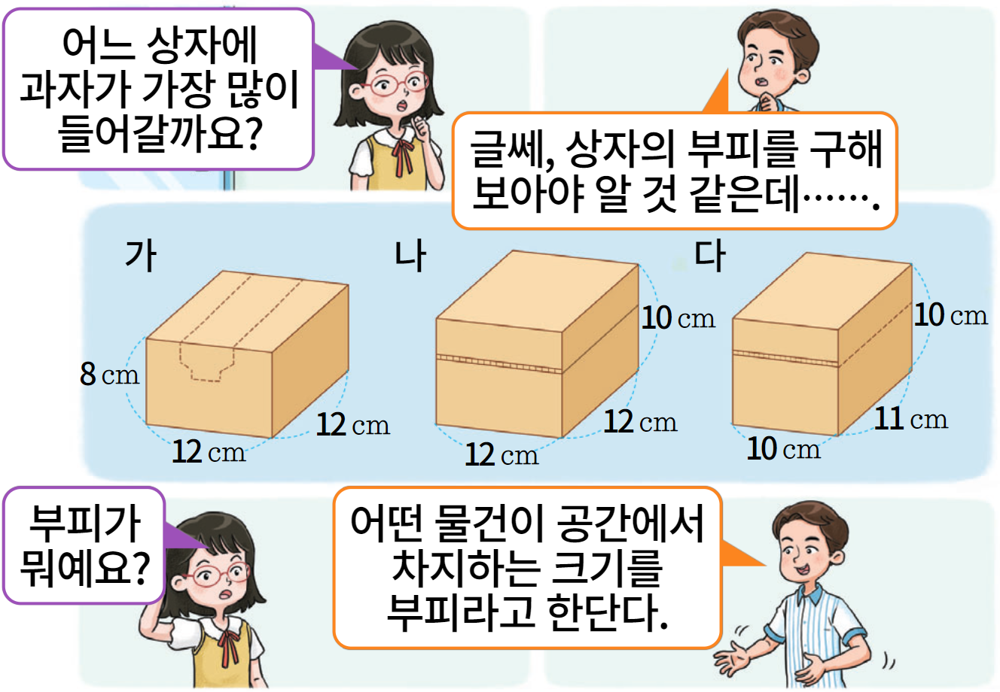 어느 상자에
과자가 가장 많이
들어갈까요?
글쎄, 상자의 부피를 구해
보아야 알 것 같은데…….
가
나
다
8 cm
12 cm
12 cm
10 cm
12 cm
12 cm
10 cm
11 cm
10 cm
부피가
뭐예요?
어떤 물건이 공간에서
차지하는 크기를
부피라고 한단다.